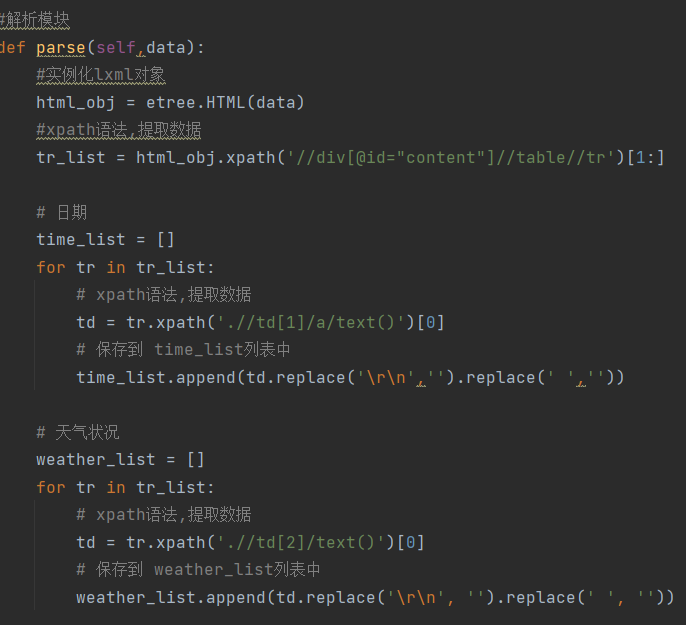 #解析模块
def parse(self,data):
    #实例化lxml对象
    html_obj = etree.HTML(data)
    #xpath语法,提取数据
    tr_list = html_obj.xpath('//div[@id="content"]//table//tr')[1:]
    # 日期
    time_list = []
    for tr in tr_list:
        # xpath语法,提取数据
        td = tr.xpath('.//td[1]/a/text()')[0]
        # 保存到 time_list列表中
        time_list.append(td.replace('\r\n','').replace(' ',''))
    # 天气状况
    weather_list = []
    for tr in tr_list:
        # xpath语法,提取数据
        td = tr.xpath('.//td[2]/text()')[0]
        # 保存到 weather_list列表中
        weather_list.append(td.replace('\r\n', '').replace(' ', ''))